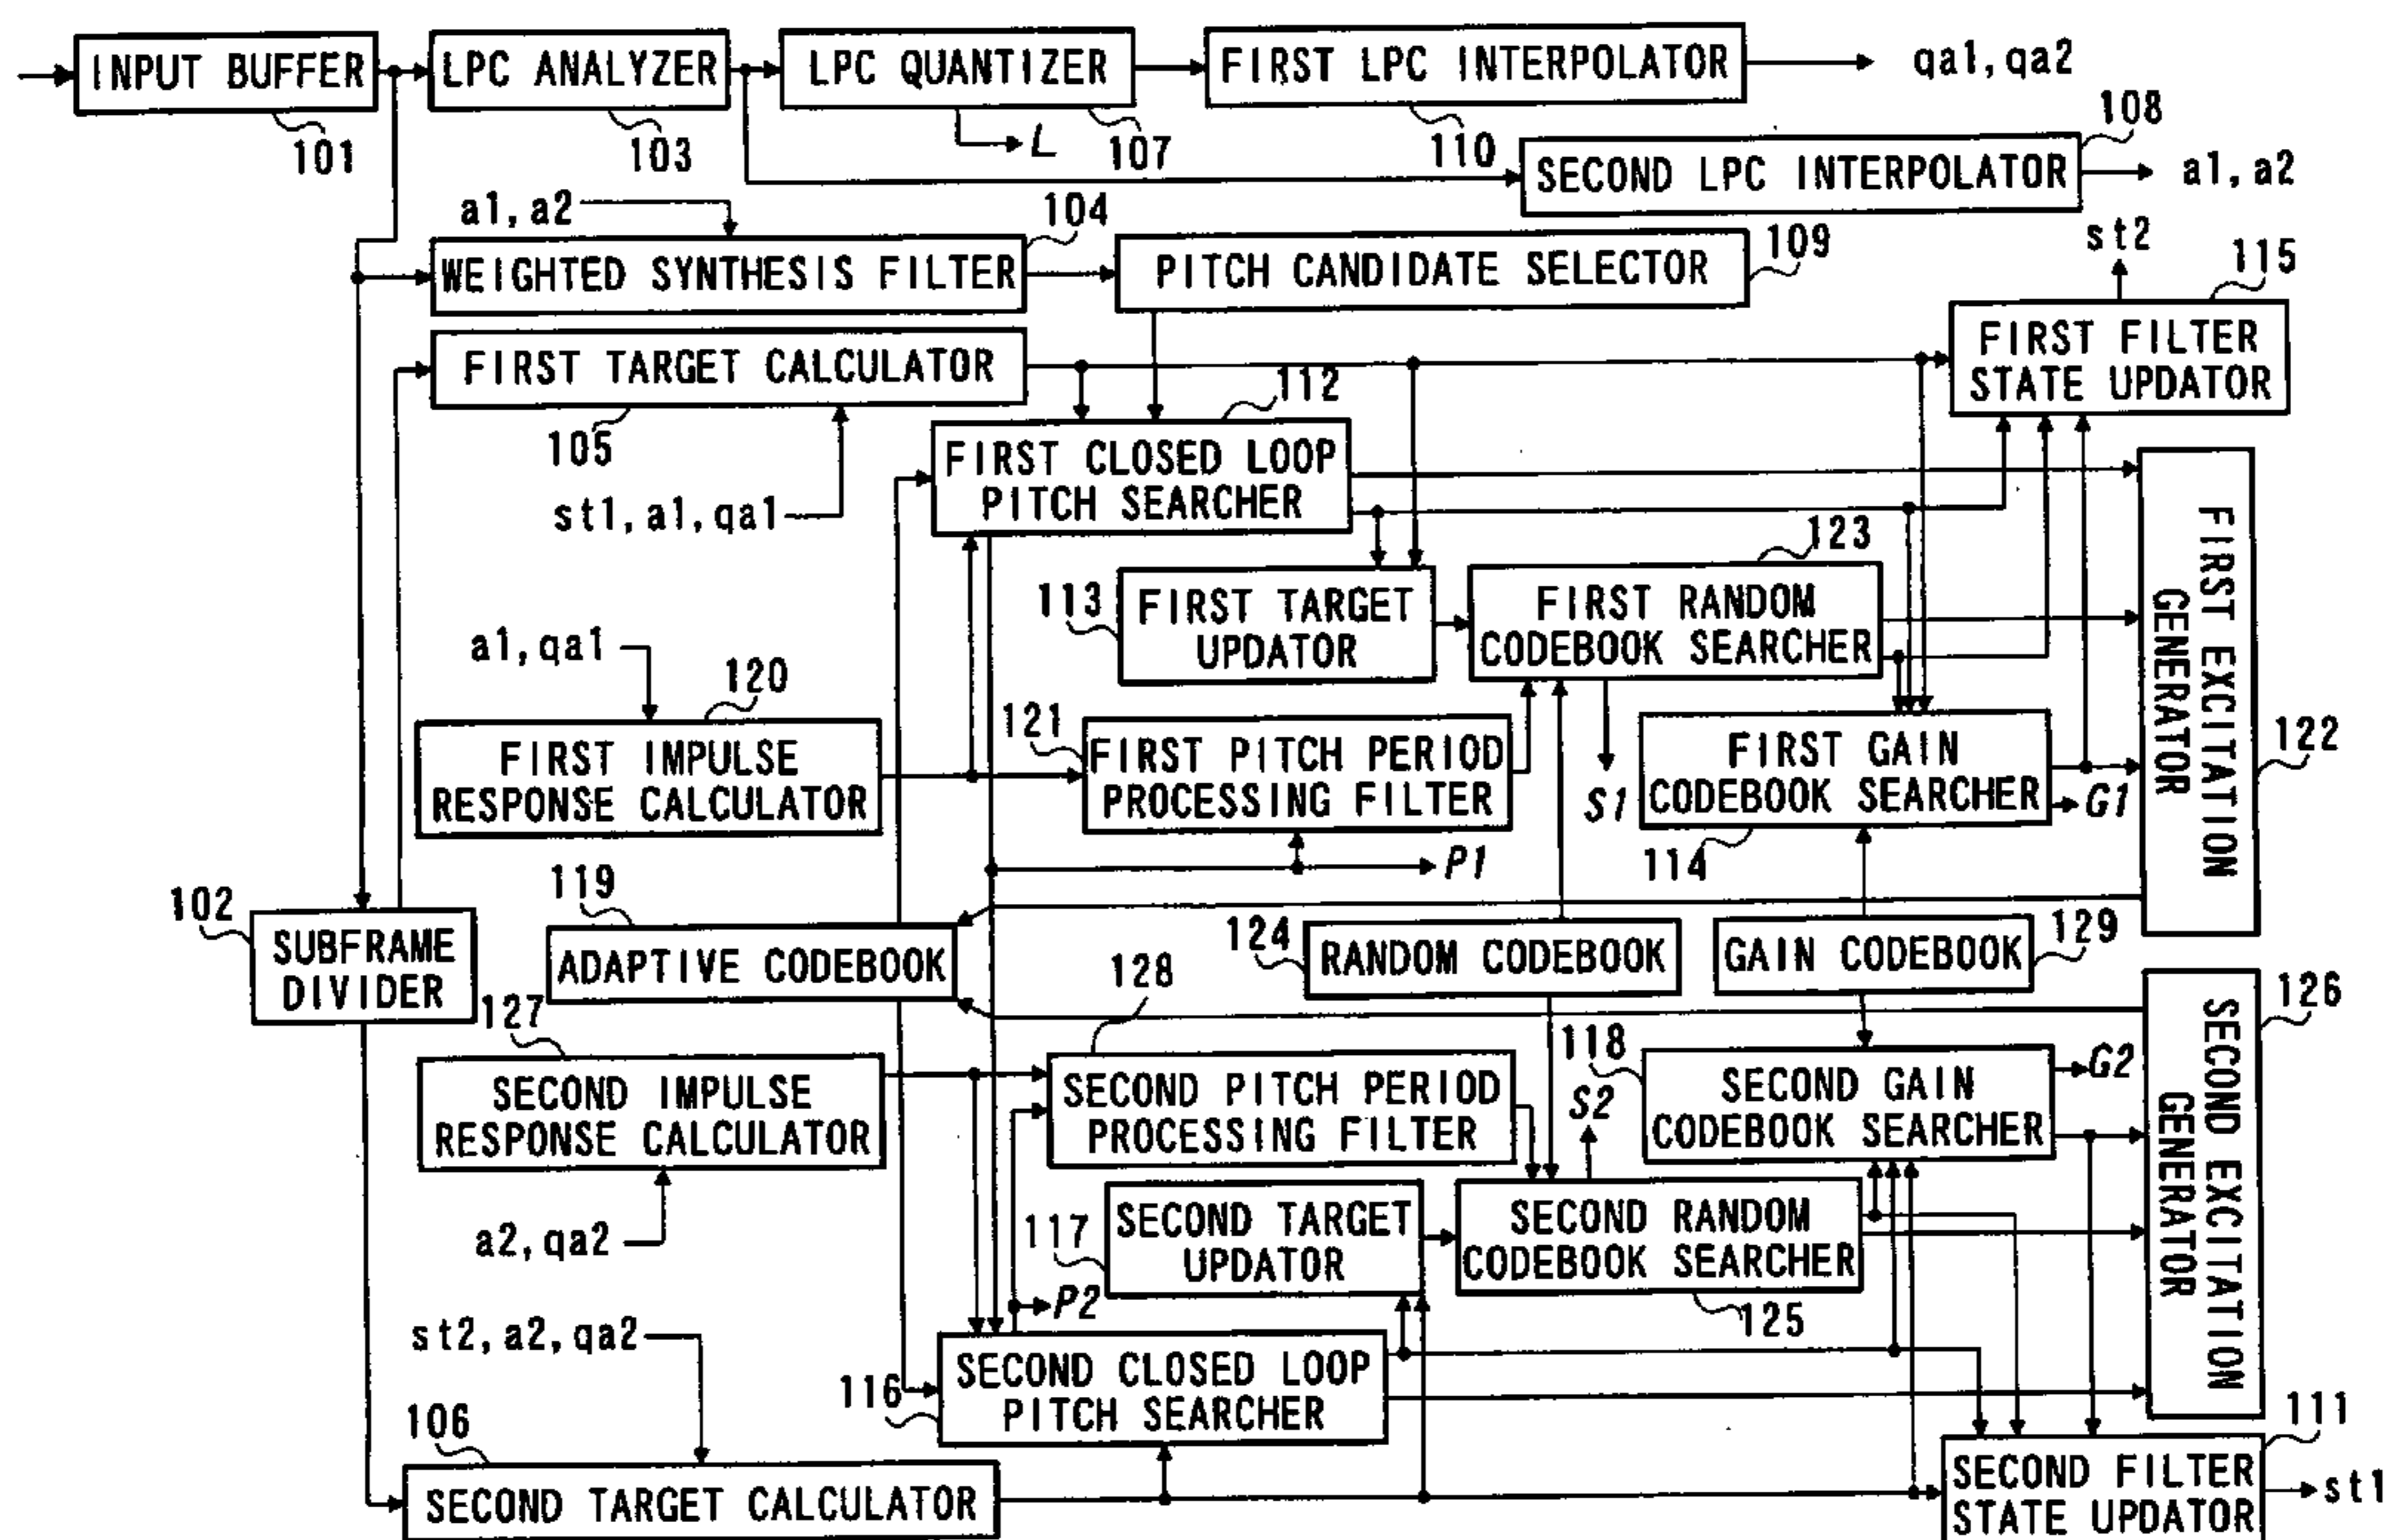 INPUT BUFFER
LPC ANALYZER
LPC QUANTIZER
FIRST LPC INTERPOLATOR
qa1, qa2
101
103
L
107
110
108
SECOND LPC INTERPOLATOR
a1, a2
a1, a2
104
WEIGHTED SYNTHESIS FILTER
PITCH CANDIDATE SELECTOR
109
st2
115
FIRST TARGET CALCULATOR
FIRST FILTER
STATE UPDATOR
105
112
st1, a1, qa1
FIRST CLOSED LOOP
PITCH SEARCHER
113
FIRST TARGET
UPDATOR
123
FIRST RANDOM
CODEBOOK SEARCHER
FIRST EXCITATION
GENERATOR
122
a1, qa1
120
FIRST IMPULSE
RESPONSE CALCULATOR
121
FIRST PITCH PERIOD
PROCESSING FILTER
S1
FIRST GAIN
CODEBOOK SEARCHER
G1
114
P1
102
SUBFRAME
DIVIDER
119
ADAPTIVE CODEBOOK
124
RANDOM CODEBOOK
GAIN CODEBOOK
129
127
SECOND IMPULSE
RESPONSE CALCULATOR
128
SECOND PITCH PERIOD
PROCESSING FILTER
118
S2
SECOND GAIN
CODEBOOK SEARCHER
G2
SECOND EXCITATION
GENERATOR
126
a2, qa2
117
SECOND TARGET
UPDATOR
SECOND RANDOM
CODEBOOK SEARCHER
125
P2
st2, a2, qa2
116
SECOND CLOSED LOOP
PITCH SEARCHER
106
SECOND TARGET CALCULATOR
111
SECOND FILTER
STATE UPDATOR
st1